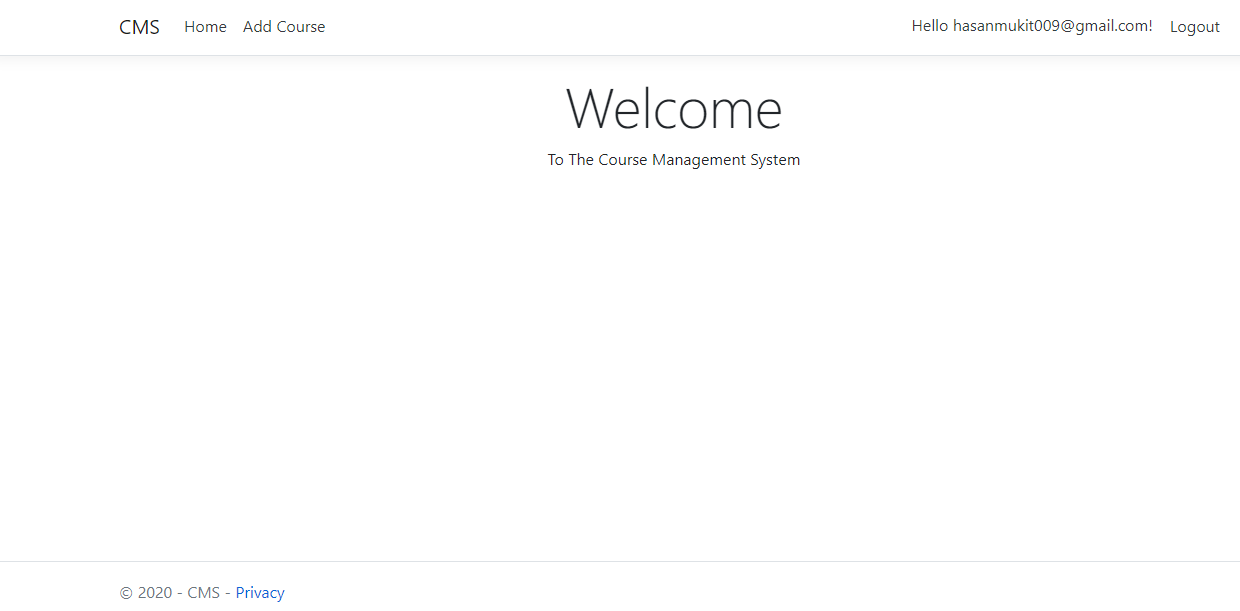 CMS Home Add Course Hello hasanmukit009@gmail.com! Logout
Welcome
To The Course Management System
© 2020 - CMS - Privacy